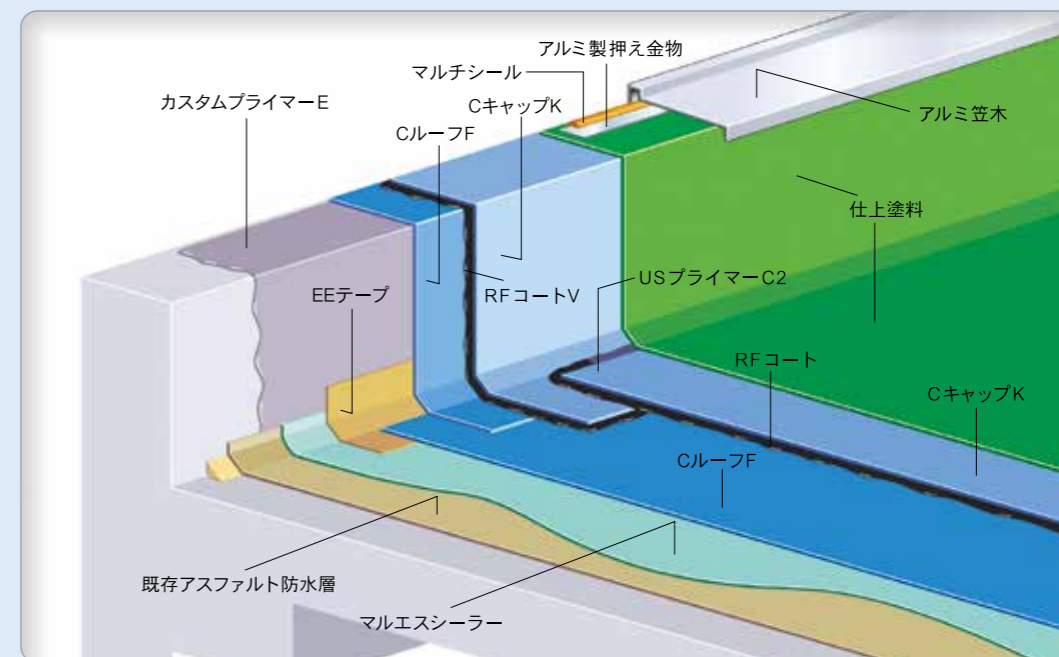 アルミ製押え金物
マルチシール
カスタムプライマーE
CキャップK
アルミ笠木
CルーフF
仕上塗料
USプライマーC2
EEテープ
RFコートV
RFコート
CキャップK
CルーフF
既存アスファルト防水層
マルエスシーラー